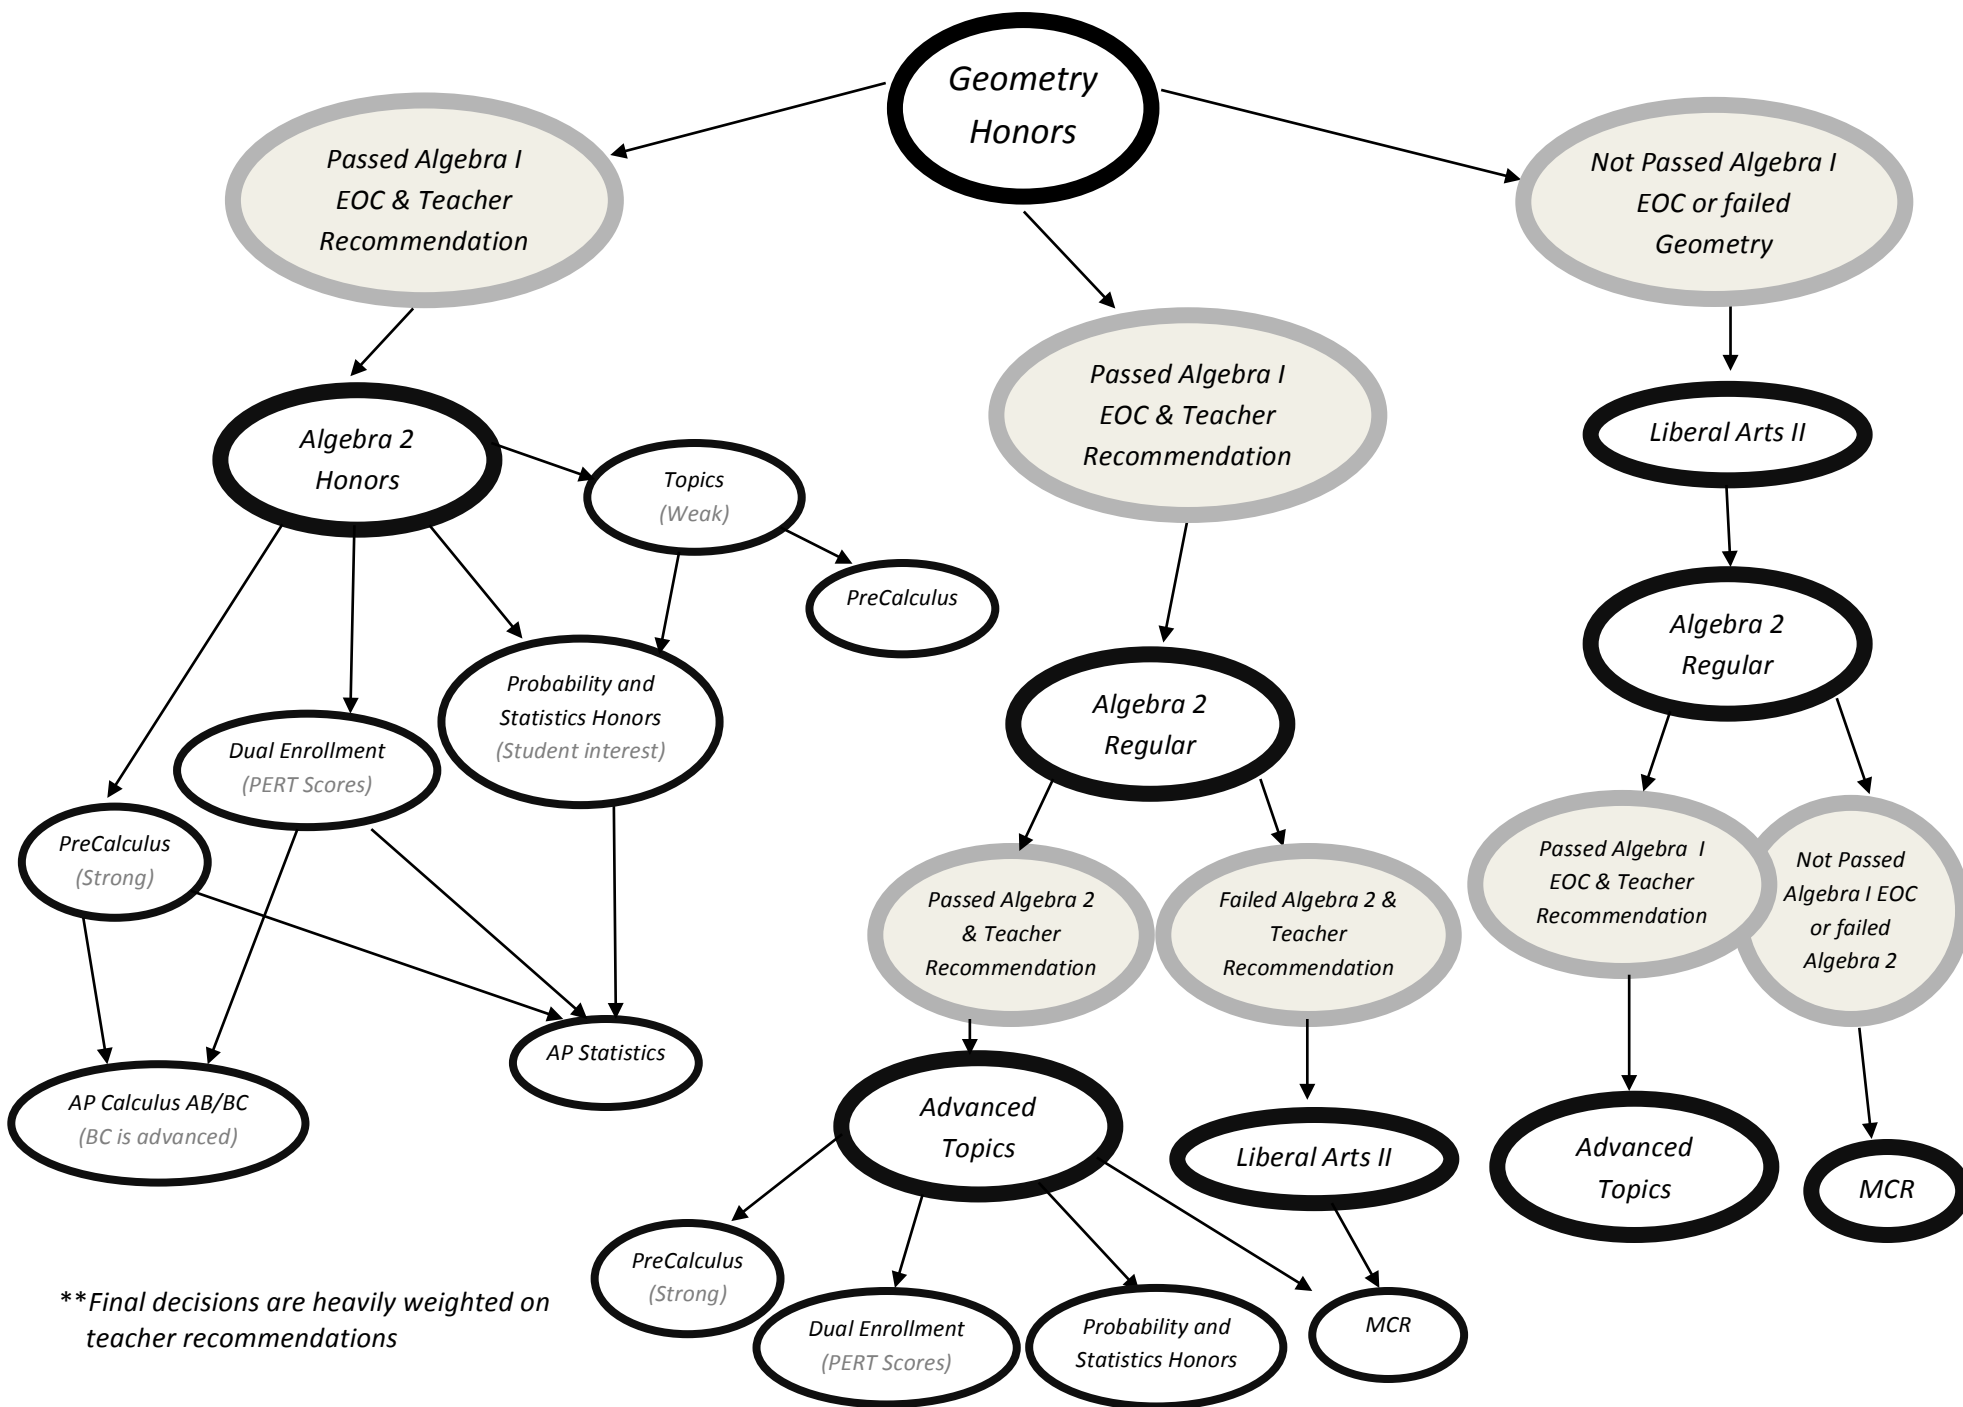 Geometry
Honors
Passed Algebra I
EOC & Teacher
Recommendation
Not Passed Algebra I
EOC or failed
Geometry
Passed Algebra I
EOC & Teacher
Recommendation
Liberal Arts II
Algebra 2
Honors
Topics
(Weak)
PreCalculus
Algebra 2
Regular
Algebra 2
Regular
Probability and
Statistics Honors
(Student interest)
Dual Enrollment
(PERT Scores)
PreCalculus
(Strong)
Passed Algebra 2
& Teacher
Recommendation
Failed Algebra 2 &
Teacher
Recommendation
Passed Algebra I
EOC & Teacher
Recommendation
Not Passed
Algebra I EOC
or failed
Algebra 2
AP Statistics
AP Calculus AB/BC
(BC is advanced)
Advanced
Topics
Liberal Arts II
Advanced
Topics
MCR
PreCalculus
(Strong)
Dual Enrollment
(PERT Scores)
Probability and
Statistics Honors
MCR
**Final decisions are heavily weighted on
teacher recommendations